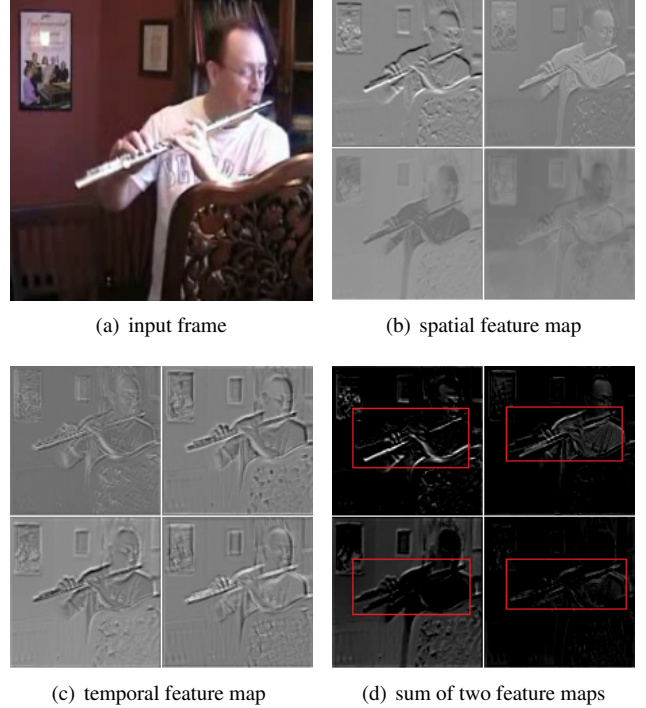 (a) input frame
(b) spatial feature map
(c) temporal feature map
(d) sum of two feature maps